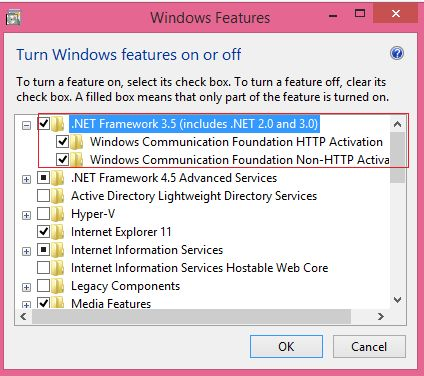 Windows Features
Turn Windows features on or off
To turn a feature on, select its check box. To turn a feature off, clear its
check box. A filled box means that only part of the feature is turned on.
.NET Framework 3.5 (includes .NET 2.0 and 3.0)
Windows Communication Foundation HTTP Activation
Windows Communication Foundation Non-HTTP Activa
.NET Framework 4.5 Advanced Services
Active Directory Lightweight Directory Services
Hyper-V
Internet Explorer 11
Internet Information Services
Internet Information Services Hostable Web Core
Legacy Components
Media Features
OK
Cancel